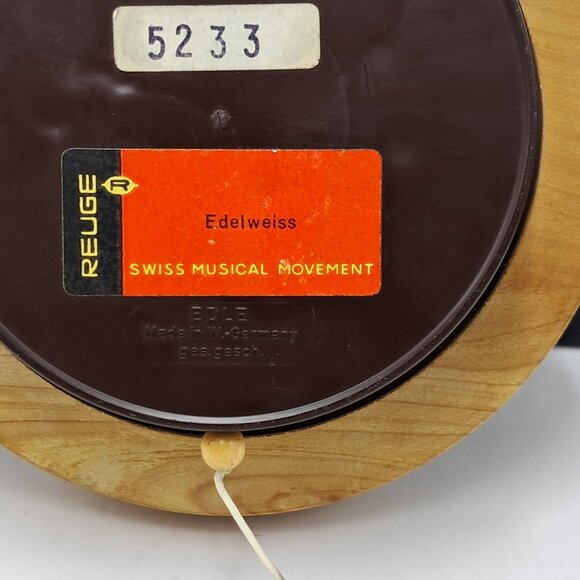 5233
REUGE
R
Edelweiss
SWISS MUSICAL MOVEMENT
EDLE
Made in W.-Germany
ges.gesch.